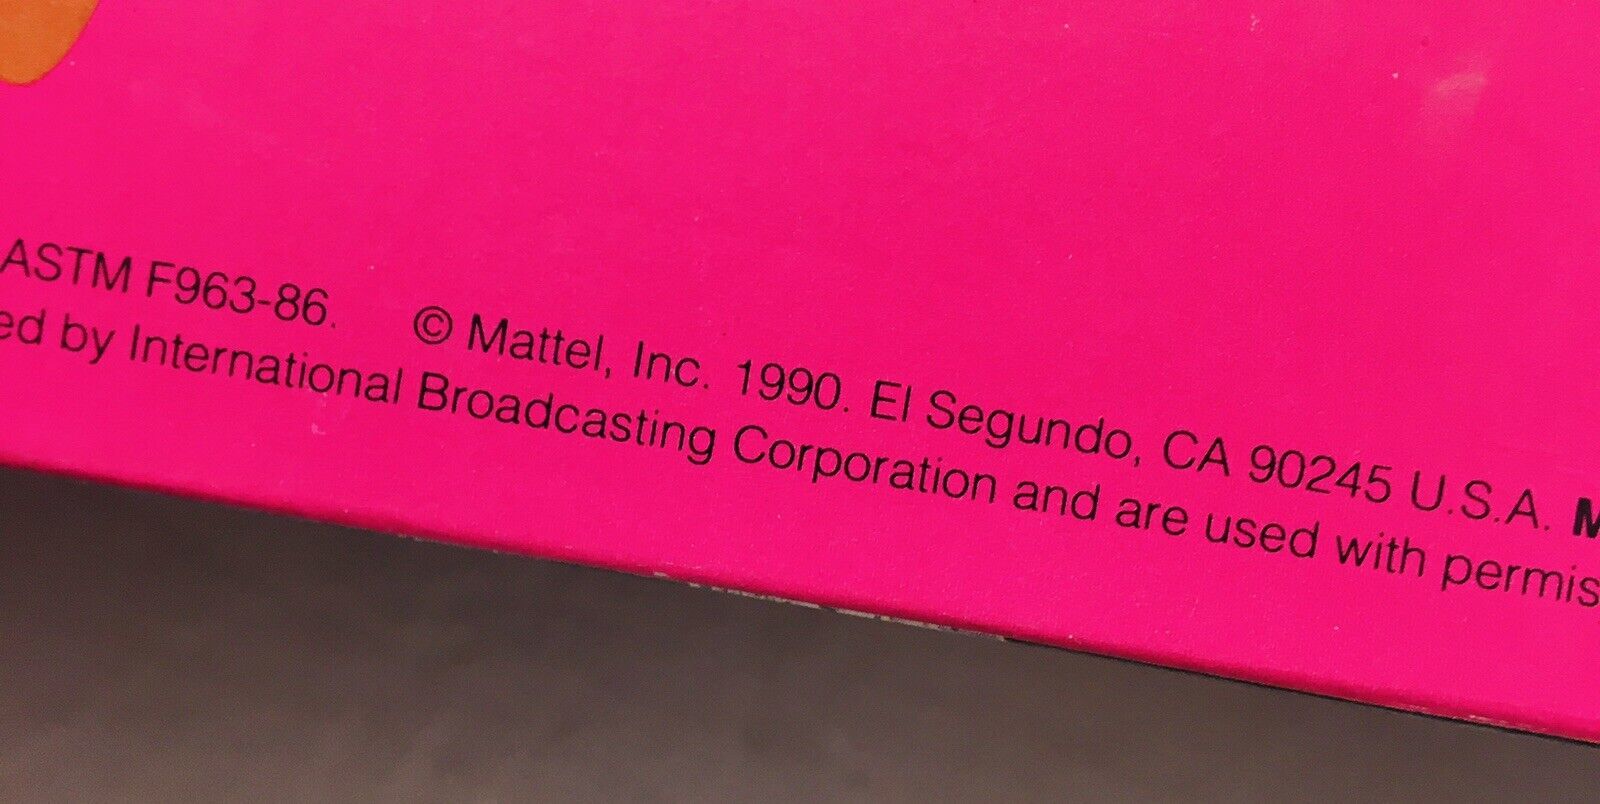 ASTM F963-86. © Mattel, Inc. 1990. El Segundo, CA 90245 U.S.A.
by International Broadcasting Corporation and are used with